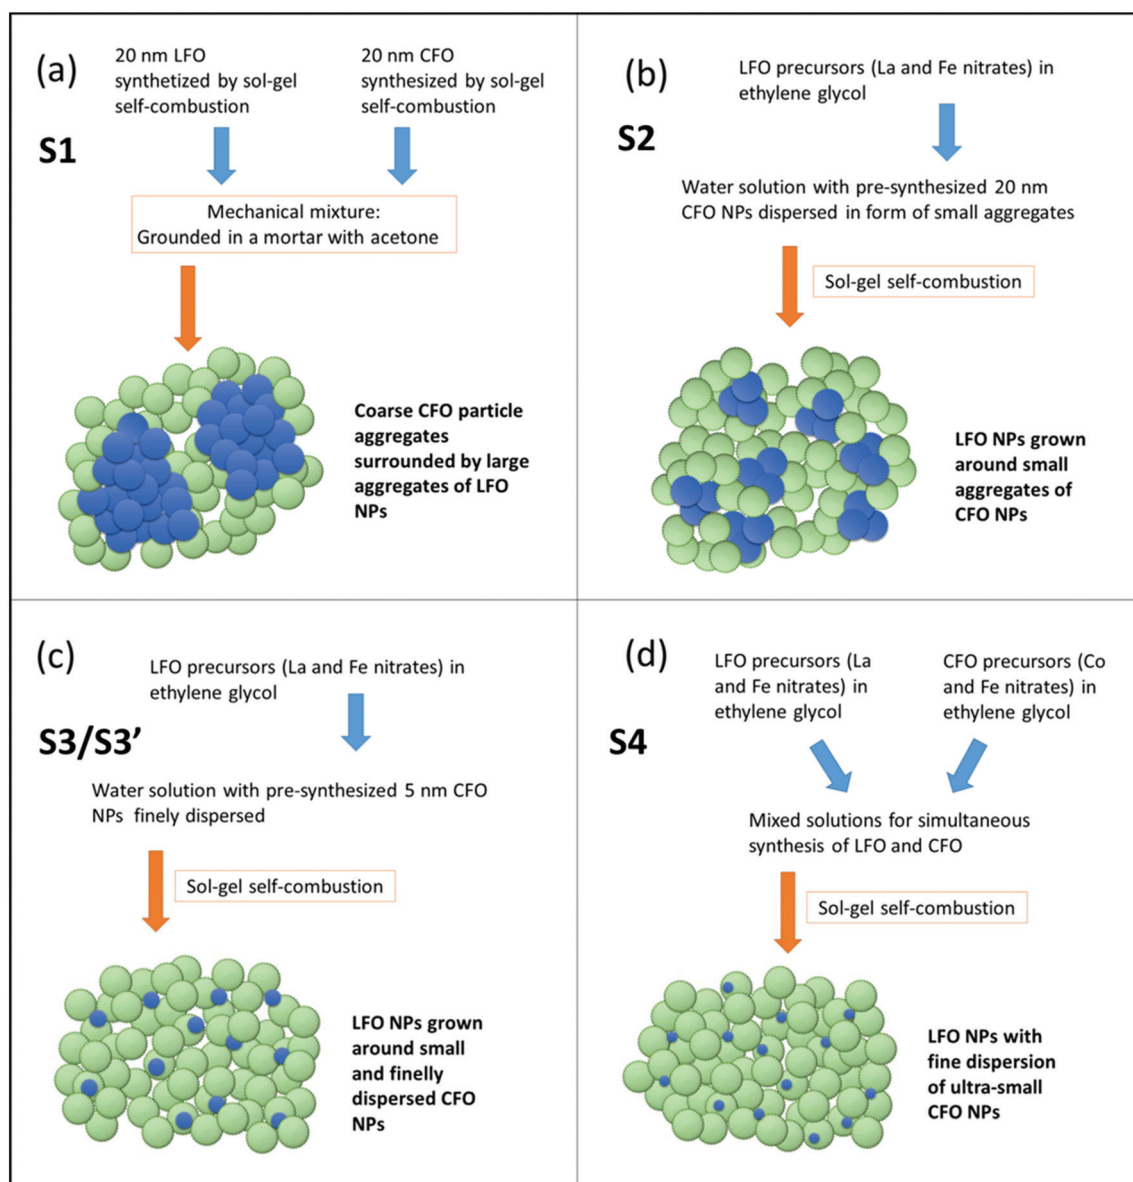 (a)
20 nm LFO
synthetized by sol-gel
self-combustion
20 nm CFO
synthesized by sol-gel
self-combustion
S1
Mechanical mixture:
Grounded in a mortar with acetone
Coarse CFO particle
aggregates
surrounded by large
aggregates of LFO
NPs
(b)
LFO precursors (La and Fe nitrates) in
ethylene glycol
S2
Water solution with pre-synthesized 20 nm
CFO NPs dispersed in form of small aggregates
Sol-gel self-combustion
LFO NPs grown
around small
aggregates of
CFO NPs
(c)
LFO precursors (La and Fe nitrates) in
ethylene glycol
S3/S3’
Water solution with pre-synthesized 5 nm CFO
NPs finely dispersed
Sol-gel self-combustion
LFO NPs grown
around small
and finelly
dispersed CFO
NPs
(d)
LFO precursors (La
and Fe nitrates) in
ethylene glycol
CFO precursors (Co
and Fe nitrates) in
ethylene glycol
S4
Mixed solutions for simultaneous
synthesis of LFO and CFO
Sol-gel self-combustion
LFO NPs with
fine dispersion
of ultra-small
CFO NPs